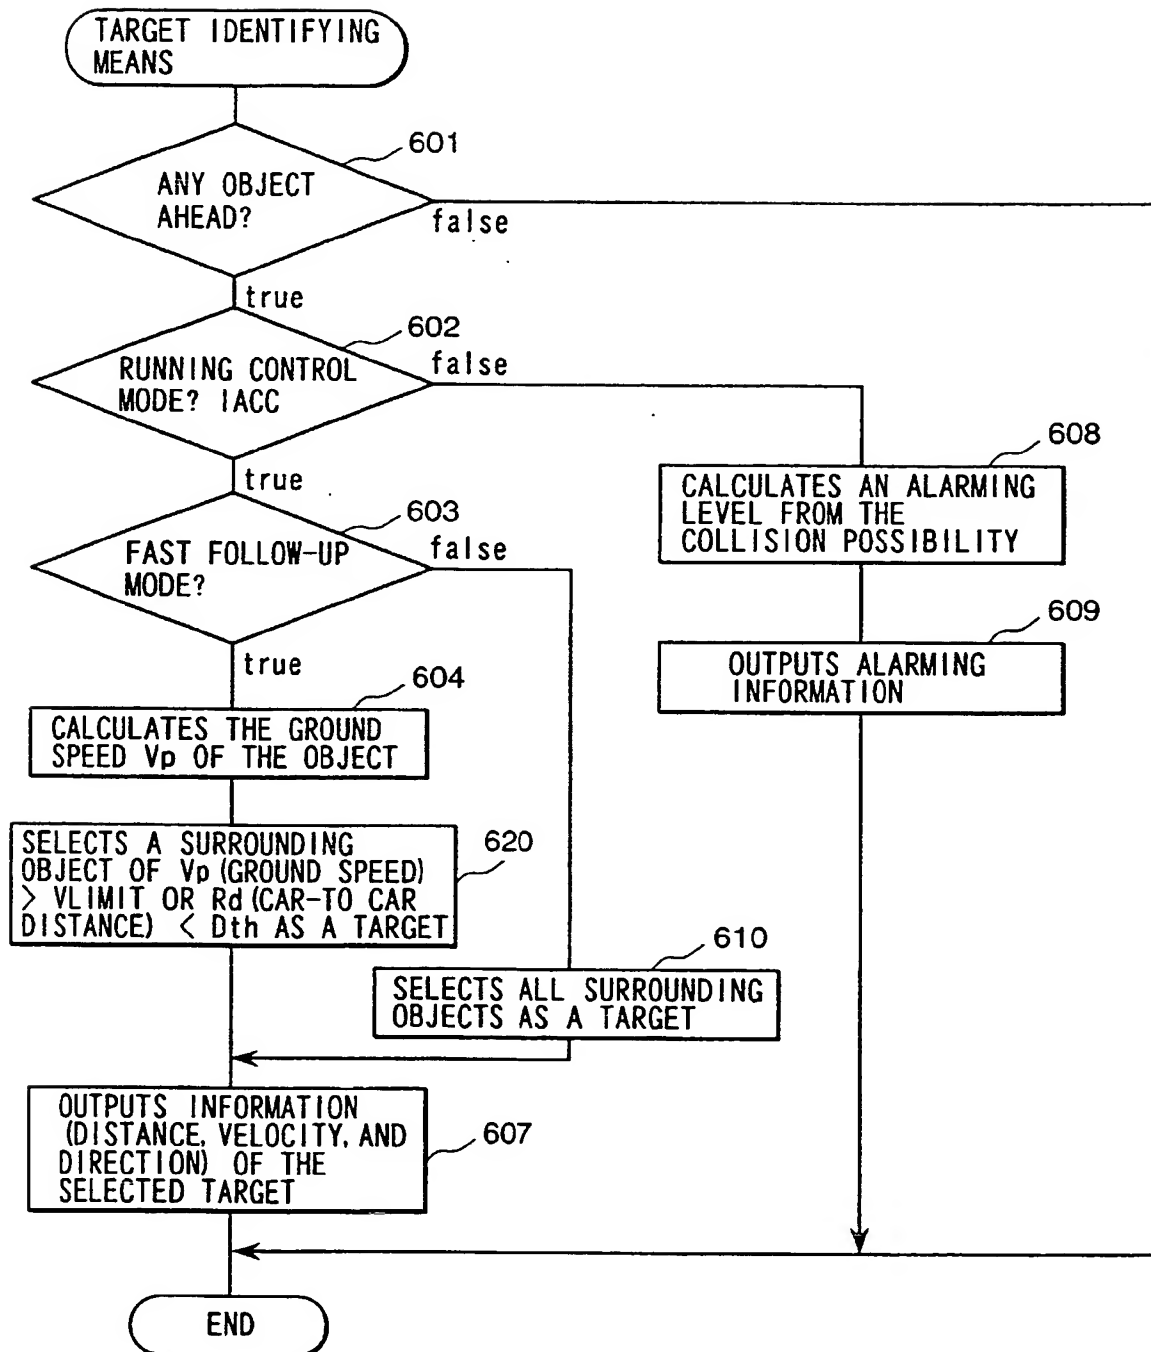 TARGET IDENTIFYING
MEANS
601
ANY OBJECT
AHEAD?
false
true
602
RUNNING CONTROL
MODE? IACC
false
true
603
FAST FOLLOW-UP
MODE?
false
true
608
CALCULATES AN ALARMING
LEVEL FROM THE
COLLISION POSSIBILITY
609
OUTPUTS ALARMING
INFORMATION
604
CALCULATES THE GROUND
SPEED Vp OF THE OBJECT
620
SELECTS A SURROUNDING
OBJECT OF Vp (GROUND SPEED)
> VLIMIT OR Rd (CAR-TO CAR
DISTANCE) < Dth AS A TARGET
610
SELECTS ALL SURROUNDING
OBJECTS AS A TARGET
607
OUTPUTS INFORMATION
(DISTANCE, VELOCITY, AND
DIRECTION) OF THE
SELECTED TARGET
END